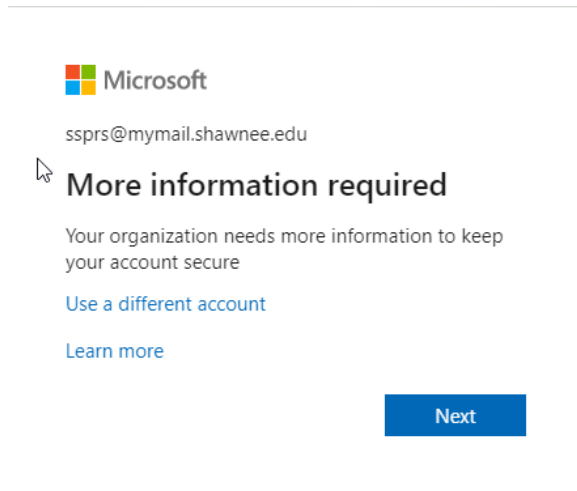 Microsoft
ssprs@mymail.shawnee.edu
More information required
Your organization needs more information to keep
your account secure
Use a different account
Learn more
Next